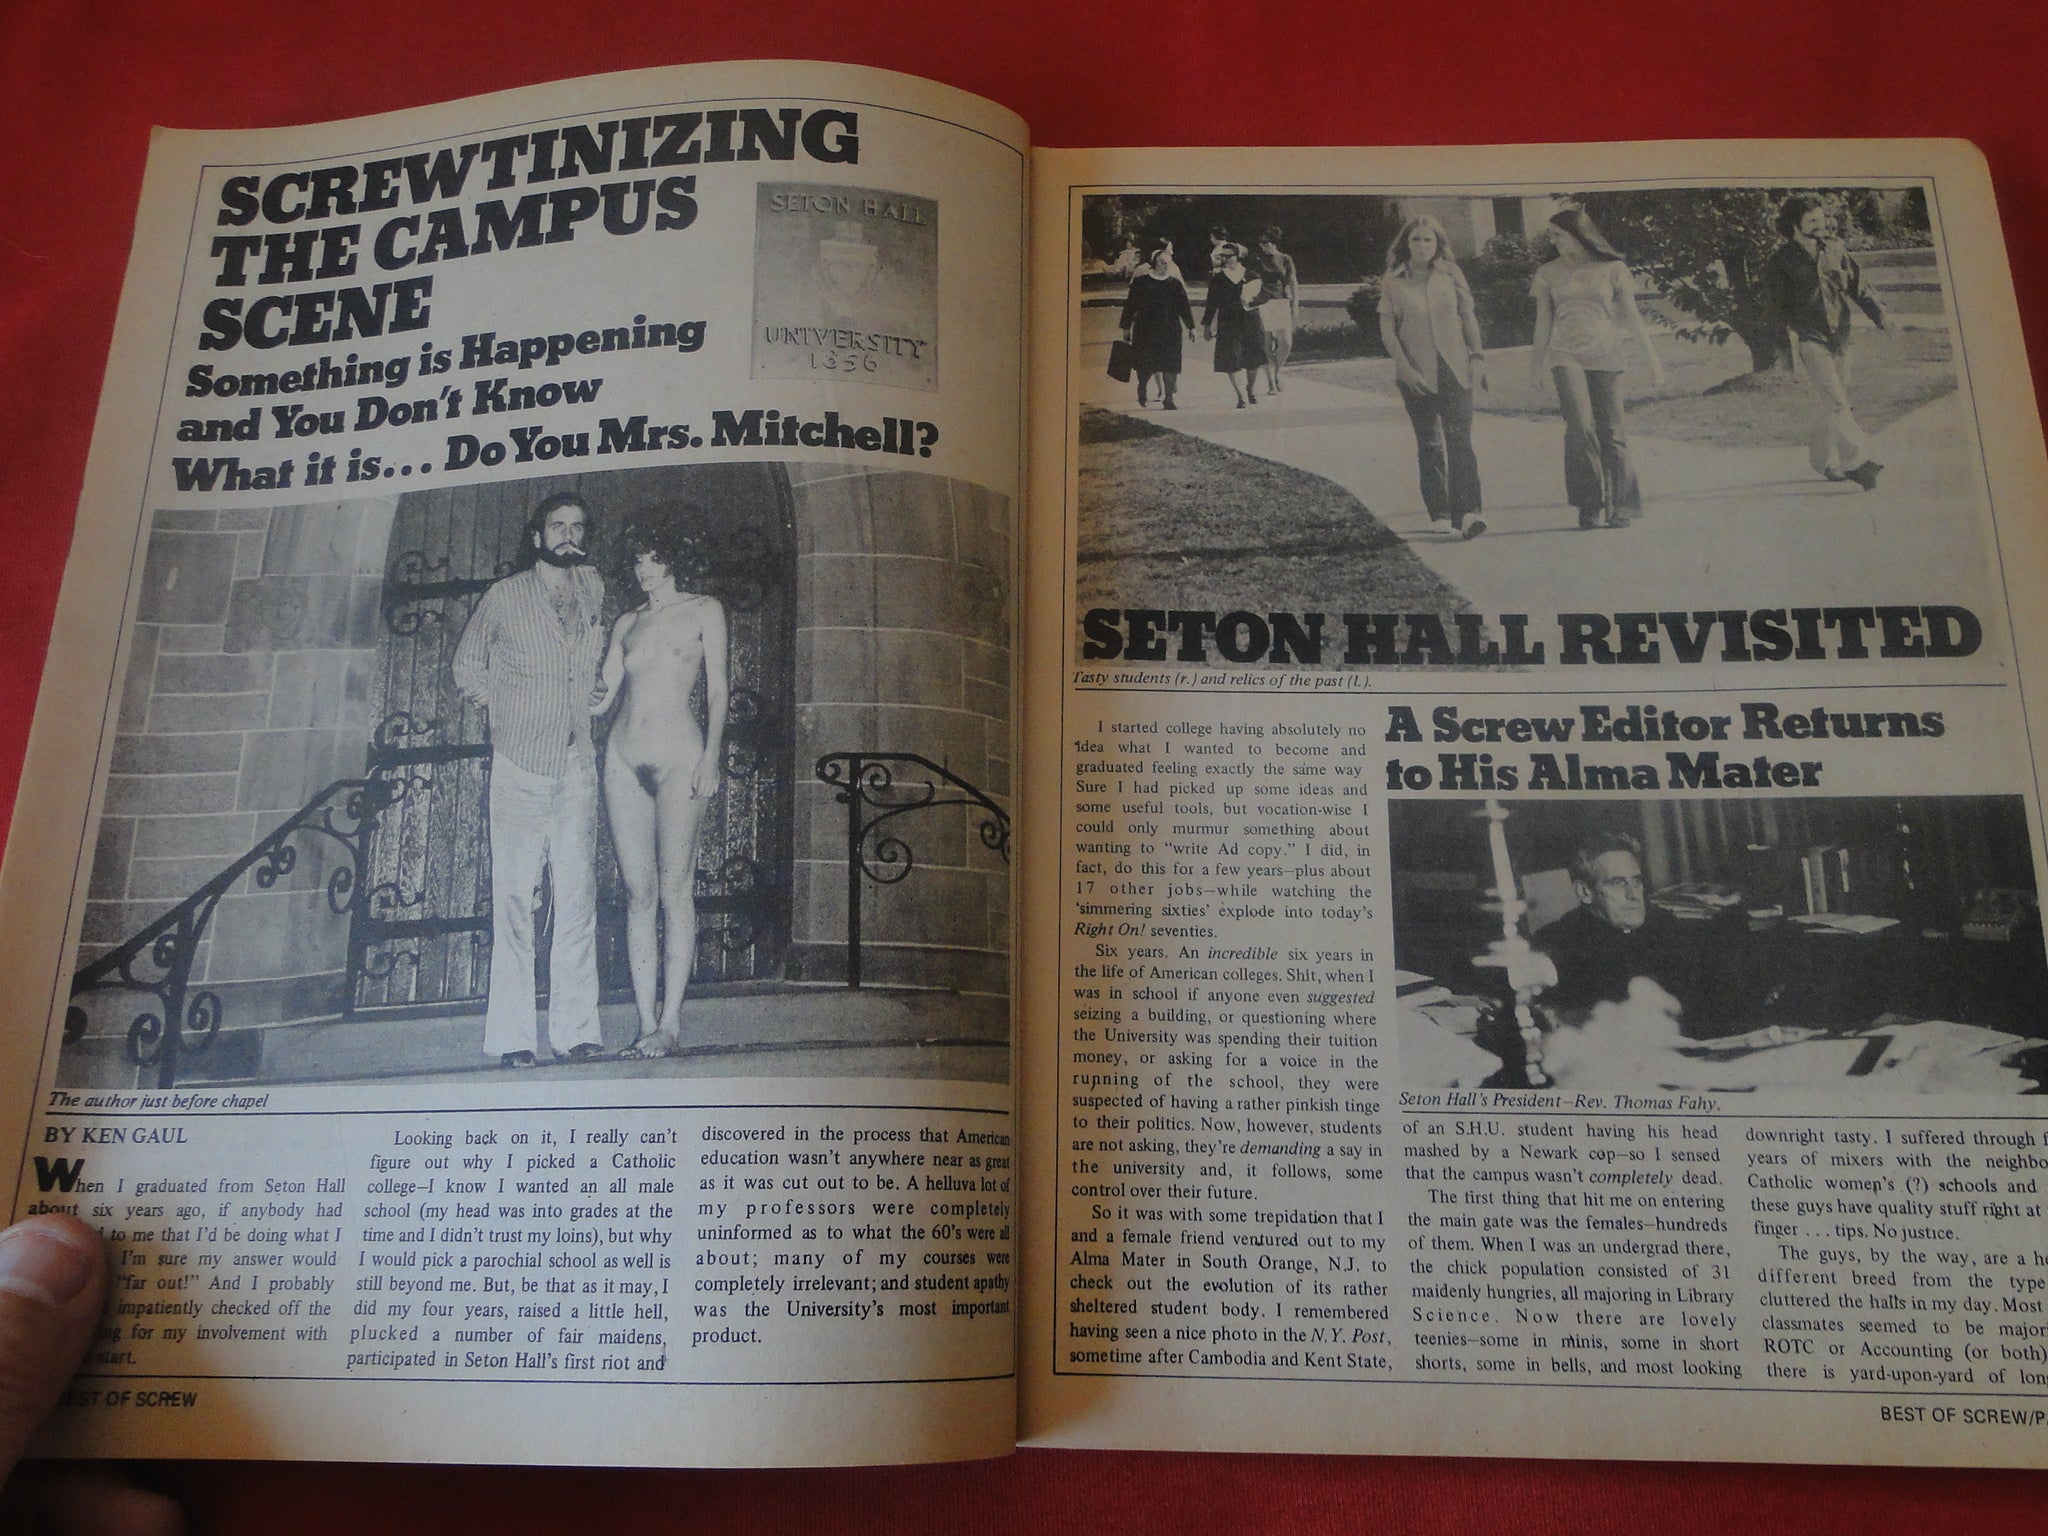 SCREWTINIZING
THE CAMPUS
SCENE
Something is Happening
and You Don't Know
What it is... Do You Mrs. Mitchell?
SETON HALL
UNIVERSITY
1856
The author just before chapel
BY KEN GAUL
When I graduated from Seton Hall
about six years ago, if anybody had
to me that I'd be doing what I
I'm sure my answer would
"far out!" And I probably
impatiently checked off the
for my involvement with
start.
Looking back on it, I really can't
figure out why I picked a Catholic
college—I know I wanted an all male
school (my head was into grades at the
time and I didn't trust my loins), but why
I would pick a parochial school as well is
still beyond me. But, be that as it may, I
did my four years, raised a little hell,
plucked a number of fair maidens,
participated in Seton Hall's first riot and
discovered in the process that American
education wasn't anywhere near as great
as it was cut out to be. A helluva lot of
my professors were completely
uninformed as to what the 60's were all
about; many of my courses were
completely irrelevant; and student apathy
was the University's most important
product.
BEST OF SCREW
SETON HALL REVISITED
Tasty students (r.) and relics of the past (l.).
I started college having absolutely no
idea what I wanted to become and
graduated feeling exactly the same way
Sure I had picked up some ideas and
some useful tools, but vocation-wise I
could only murmur something about
wanting to "write Ad copy." I did, in
fact, do this for a few years—plus about
17 other jobs—while watching the
'simmering sixties' explode into today's
Right On! seventies.
Six years. An incredible six years in
the life of American colleges. Shit, when I
was in school if anyone even suggested
seizing a building, or questioning where
the University was spending their tuition
money, or asking for a voice in the
running of the school, they were
suspected of having a rather pinkish tinge
to their politics. Now, however, students
are not asking, they're demanding a say in
the university and, it follows, some
control over their future.
So it was with some trepidation that I
and a female friend ventured out to my
Alma Mater in South Orange, N.J. to
check out the evolution of its rather
sheltered student body. I remembered
having seen a nice photo in the N.Y. Post,
sometime after Cambodia and Kent State,
A Screw Editor Returns
to His Alma Mater
Seton Hall's President—Rev. Thomas Fahy.
of an S.H.U. student having his head
mashed by a Newark cop—so I sensed
that the campus wasn't completely dead.
The first thing that hit me on entering
the main gate was the females—hundreds
of them. When I was an undergrad there,
the chick population consisted of 31
maidenly hungries, all majoring in Library
Science. Now there are lovely
teenies—some in minis, some in short
shorts, some in bells, and most looking
downright tasty. I suffered through
years of mixers with the
Catholic women's (?) schools and
these guys have quality stuff right at
finger . . . tips. No justice.
The guys, by the way, are a
different breed from the type
cluttered the halls in my day. Most
classmates seemed to be
ROTC or Accounting (or both)
there is yard-upon-yard of
BEST OF SCREW